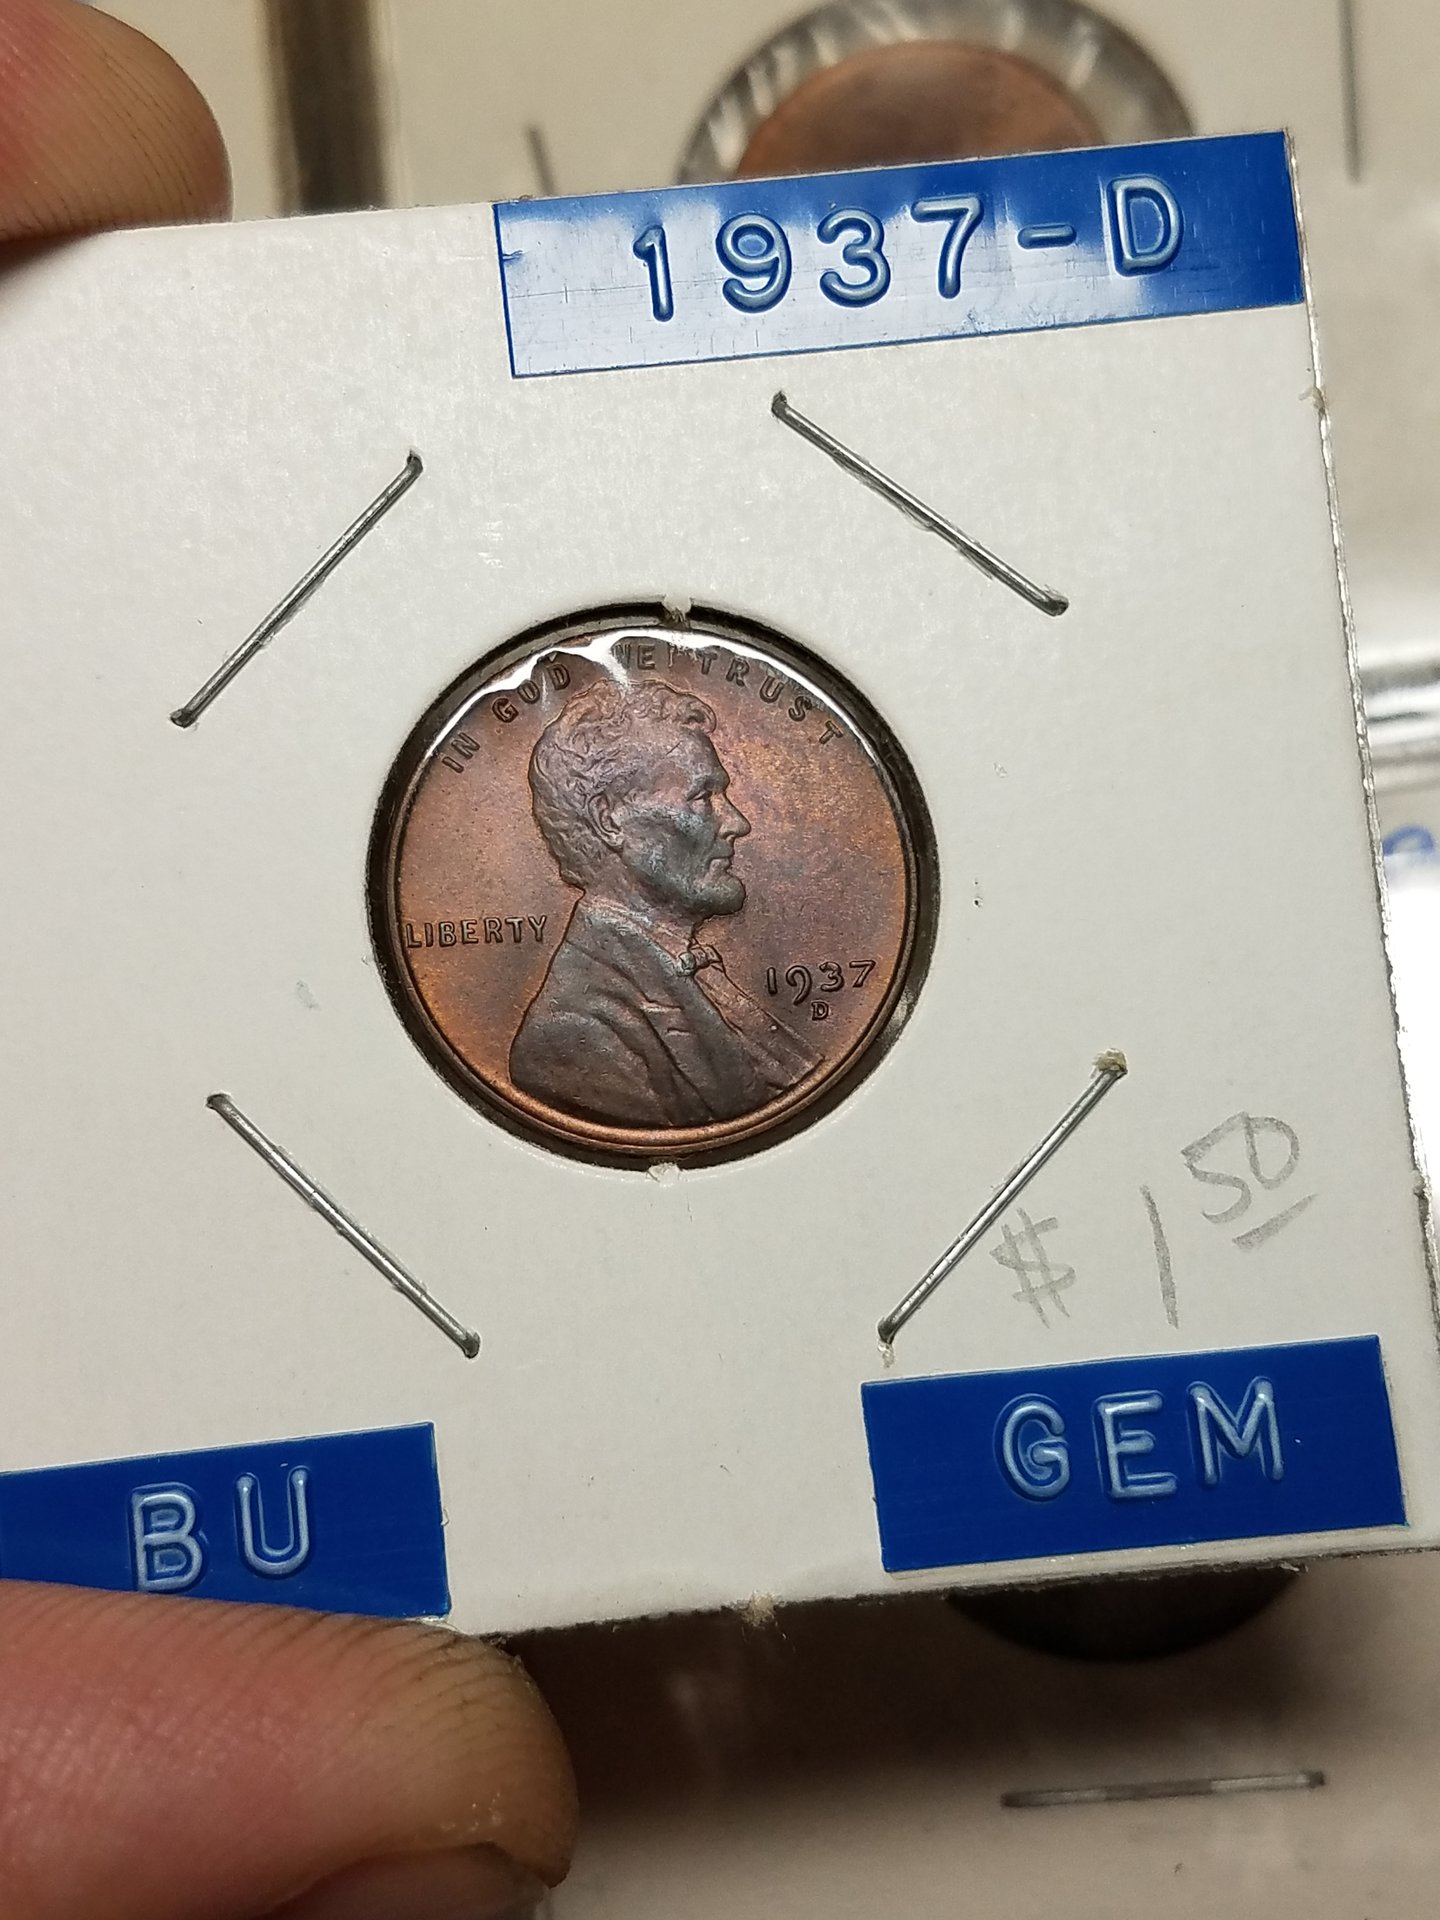 1937-D
IN GOD WE TRUST
LIBERTY
1937
D
$1.50
BU
GEM